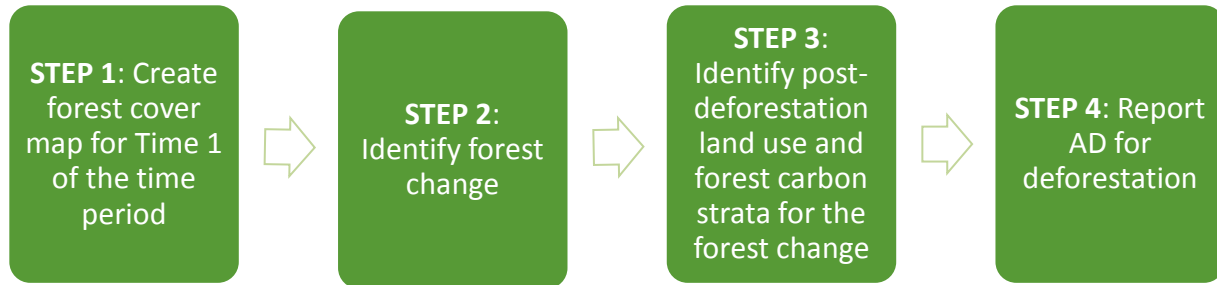 STEP 1: Create
forest cover
map for Time 1
of the time
period
STEP 2:
Identify forest
change
STEP 3:
Identify post-
deforestation
land use and
forest carbon
strata for the
forest change
STEP 4: Report
AD for
deforestation